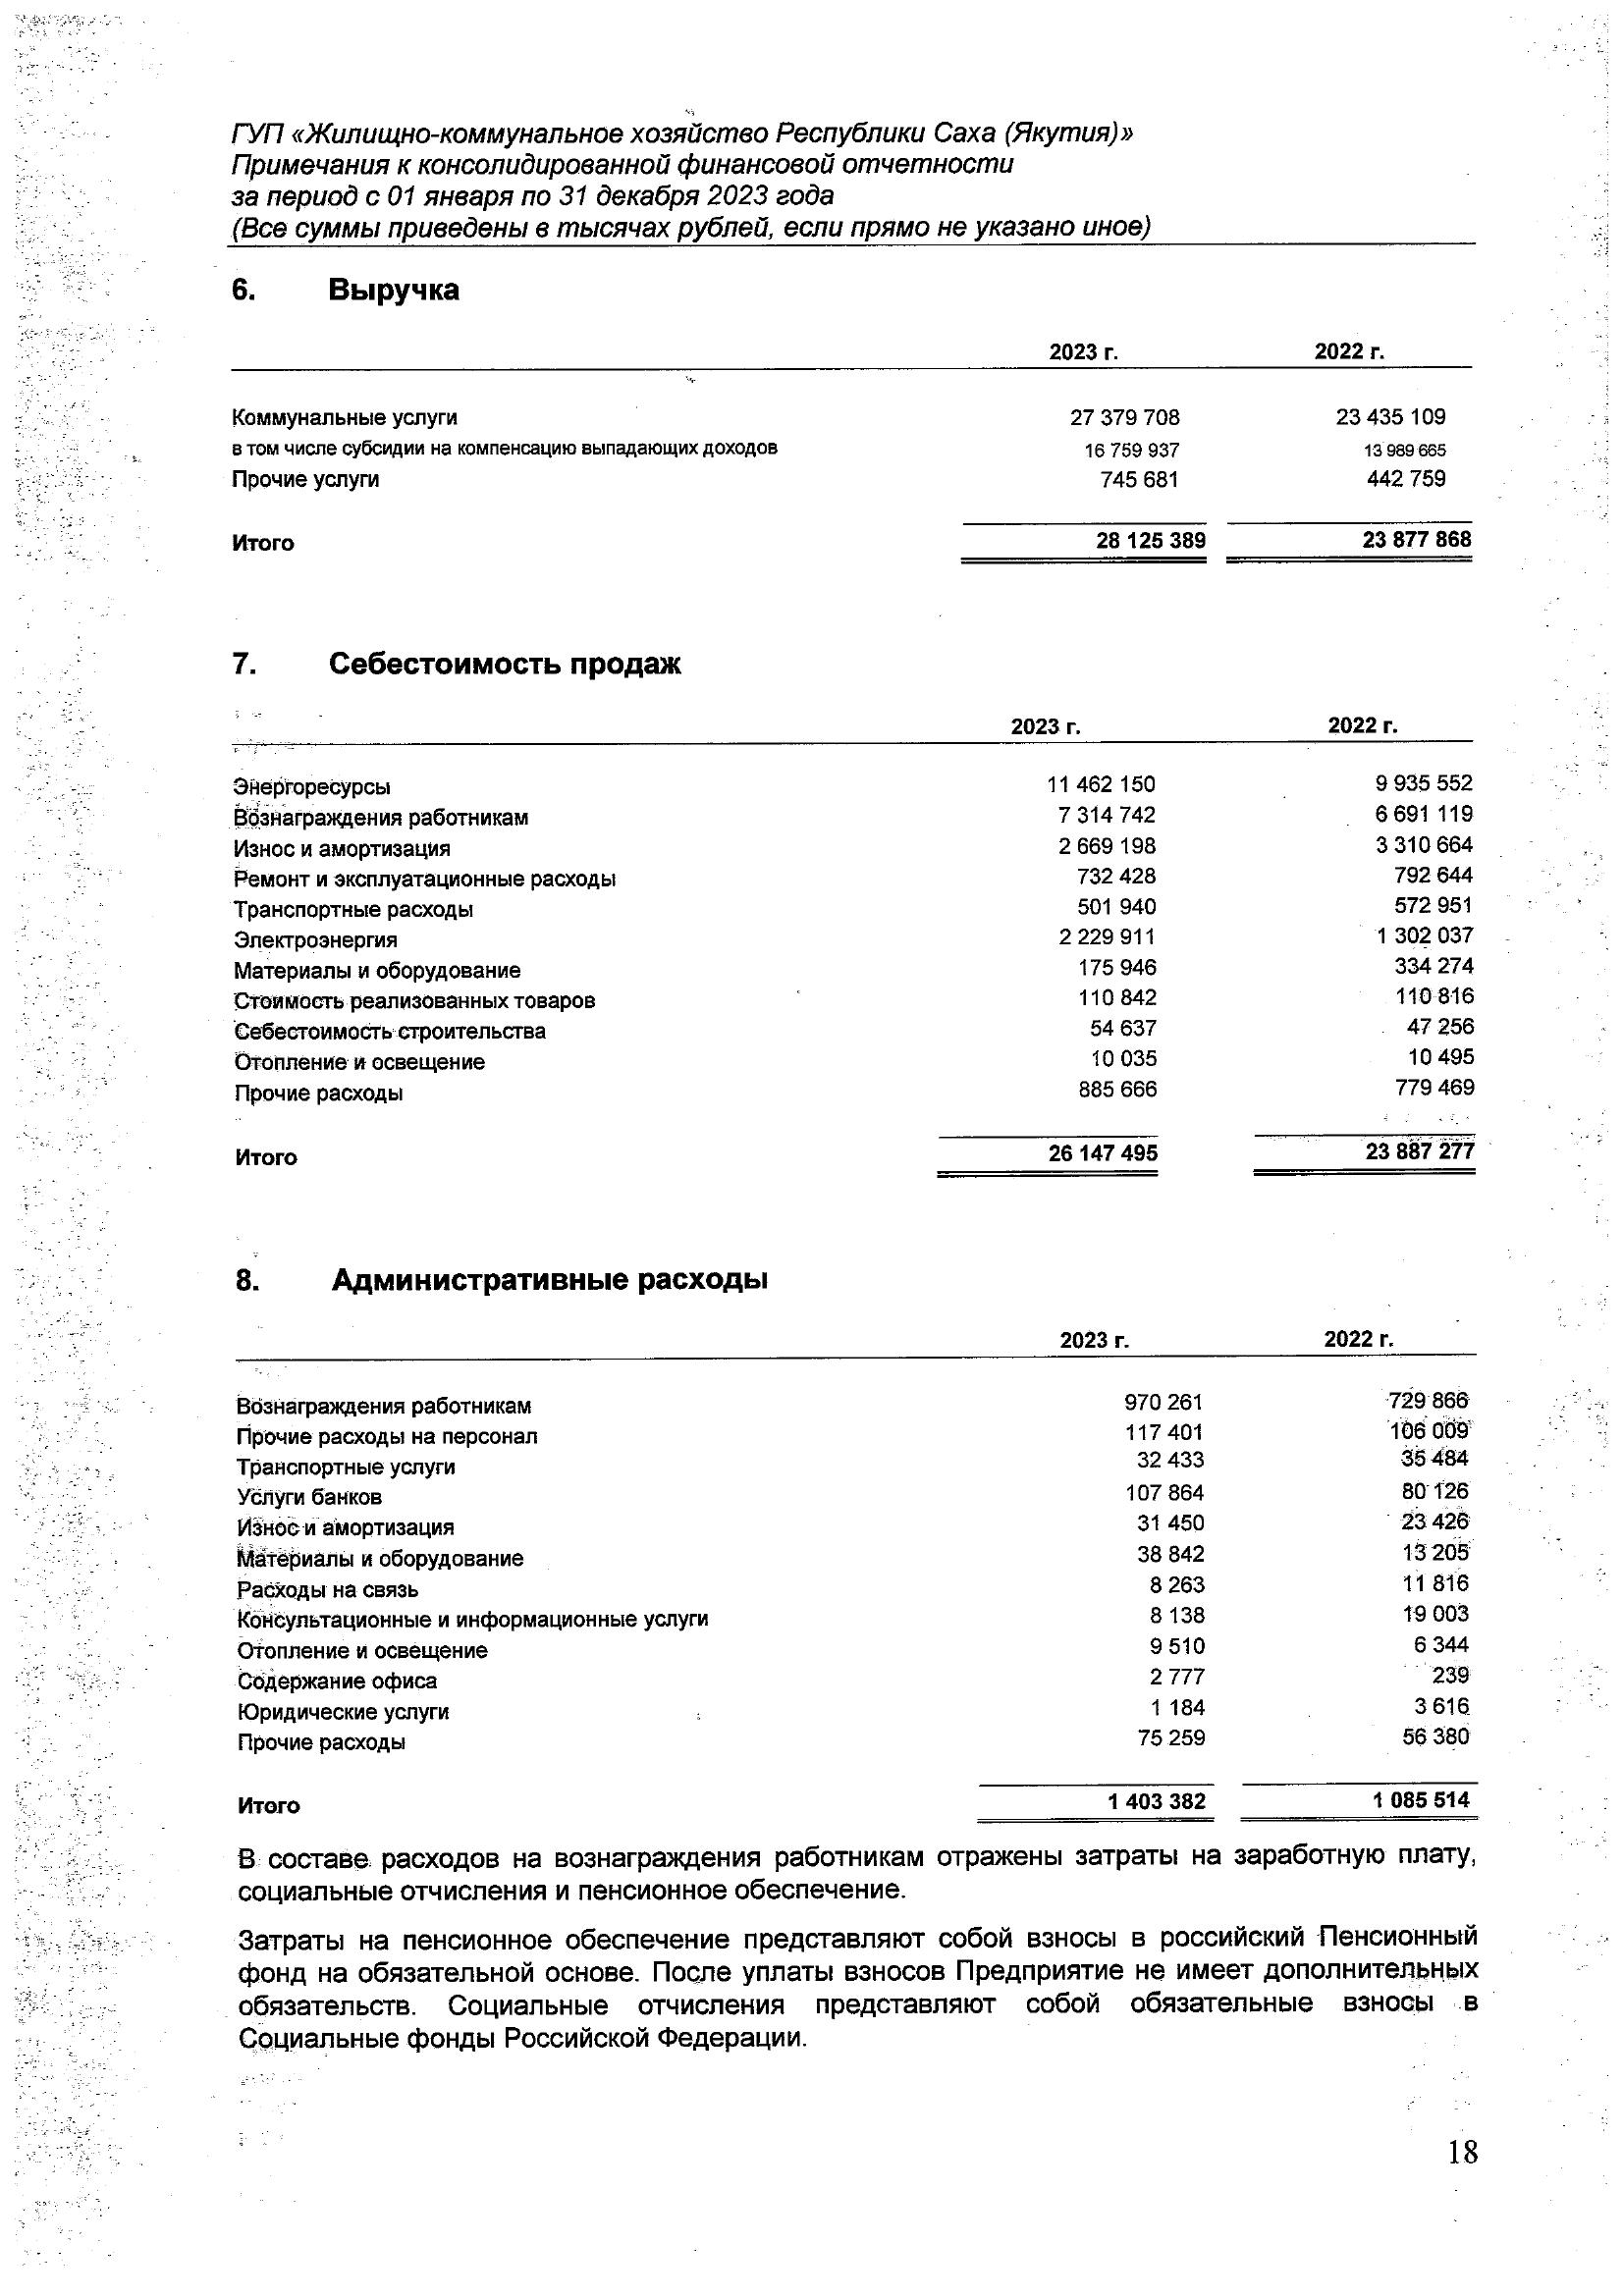 ГУП «Жилищно-коммунальное хозяйство Республики Саха (Якутия)»
Примечания к консолидированной финансовой отчетности
за период с 01 января по 31 декабря 2023 года
(Все суммы приведены в тысячах рублей, если прямо не указано иное)
6. Выручка
2023 г. 2022 г.
Коммунальные услуги 27 379 708 23 435 109
в том числе субсидии на компенсацию выпадающих доходов 16 759 937 13 989 665
Прочие услуги 745 681 442 759
Итого 28 125 389 23 877 868
7. Себестоимость продаж
2023 г. 2022 г.
Энергоресурсы 11 462 150 9 935 552
Вознаграждения работникам 7 314 742 6 691 119
Износ и амортизация 2 669 198 3 310 664
Ремонт и эксплуатационные расходы 732 428 792 644
Транспортные расходы 501 940 572 951
Электроэнергия 2 229 911 1 302 037
Материалы и оборудование 175 946 334 274
Стоимость реализованных товаров 110 842 110 816
Себестоимость строительства 54 637 47 256
Отопление и освещение 10 035 10 495
Прочие расходы 885 666 779 469
Итого 26 147 495 23 887 277
8. Административные расходы
2023 г. 2022 г.
Вознаграждения работникам 970 261 729 866
Прочие расходы на персонал 117 401 106 009
Транспортные услуги 32 433 35 484
Услуги банков 107 864 80 126
Износ и амортизация 31 450 23 426
Материалы и оборудование 38 842 13 205
Расходы на связь 8 263 11 816
Консультационные и информационные услуги 8 138 19 003
Отопление и освещение 9 510 6 344
Содержание офиса 2 777 239
Юридические услуги 1 184 3 616
Прочие расходы 75 259 56 380
Итого 1 403 382 1 085 514
В составе расходов на вознаграждения работникам отражены затраты на заработную плату,
социальные отчисления и пенсионное обеспечение.
Затраты на пенсионное обеспечение представляют собой взносы в российский Пенсионный
фонд на обязательной основе. После уплаты взносов Предприятие не имеет дополнительных
обязательств. Социальные отчисления представляют собой обязательные взносы в
Социальные фонды Российской Федерации.
18